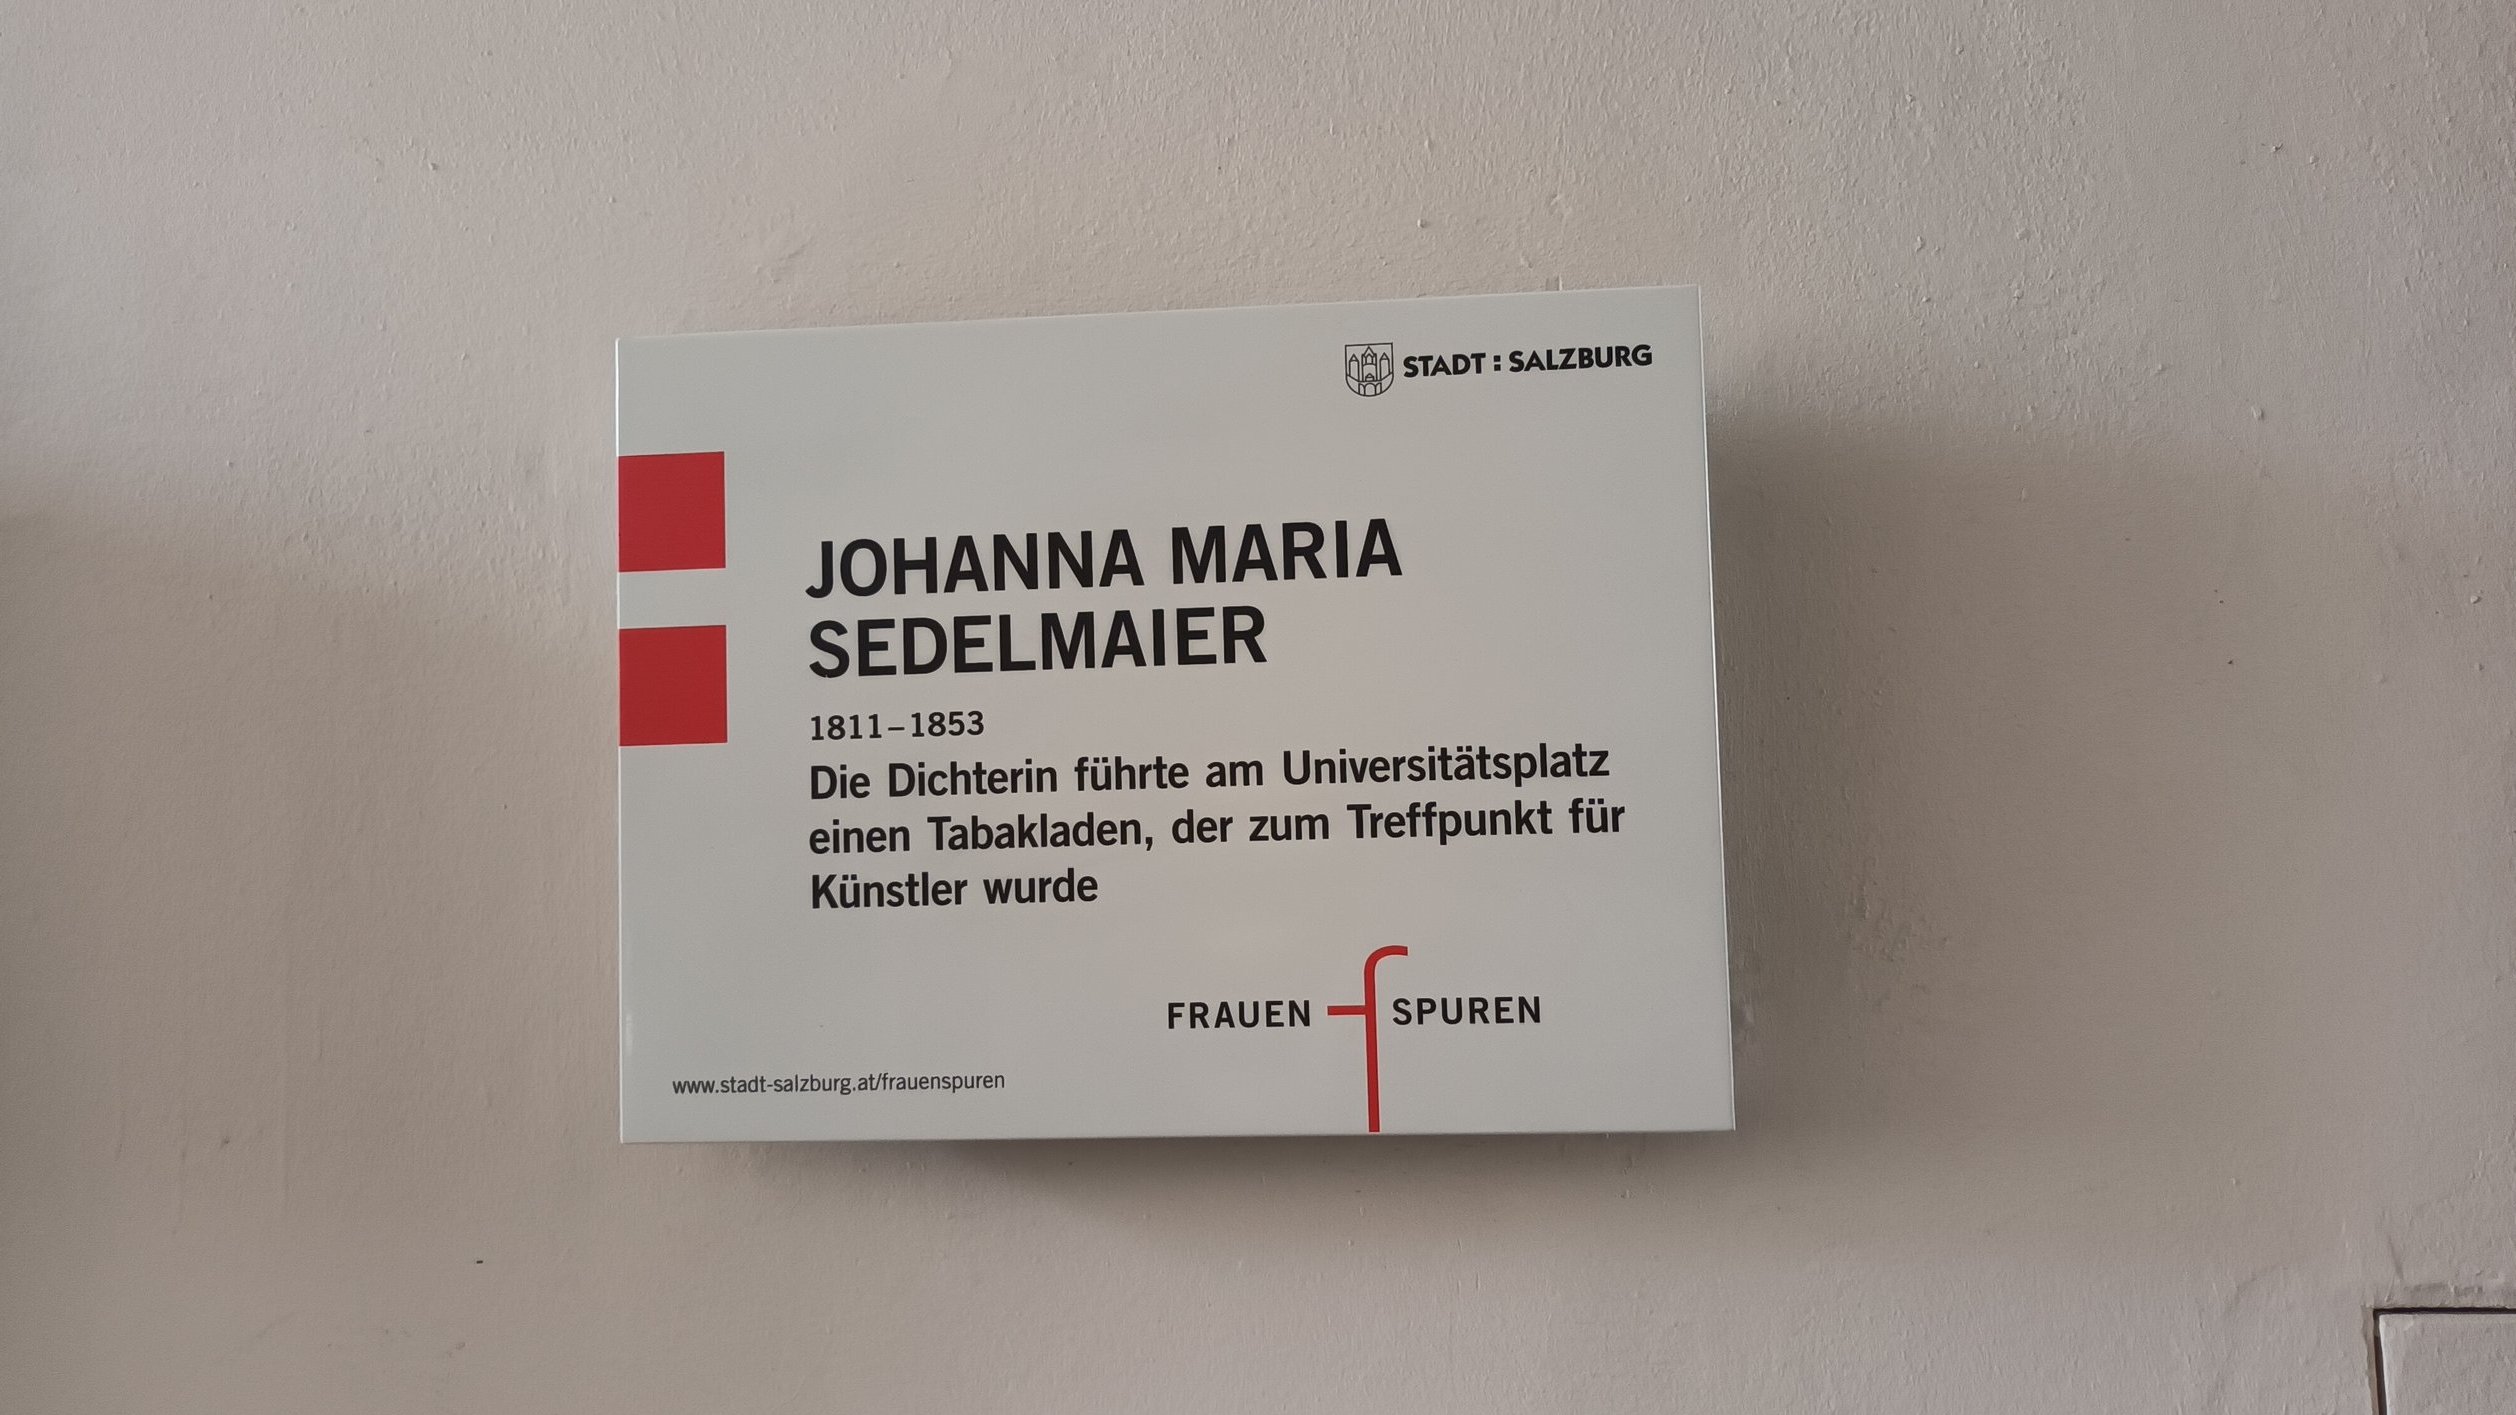 STADT : SALZBURG
JOHANNA MARIA
SEDELMAIER
1811–1853
Die Dichterin führte am Universitätsplatz
einen Tabakladen, der zum Treffpunkt für
Künstler wurde
FRAUEN f SPUREN
www.stadt-salzburg.at/frauenspuren